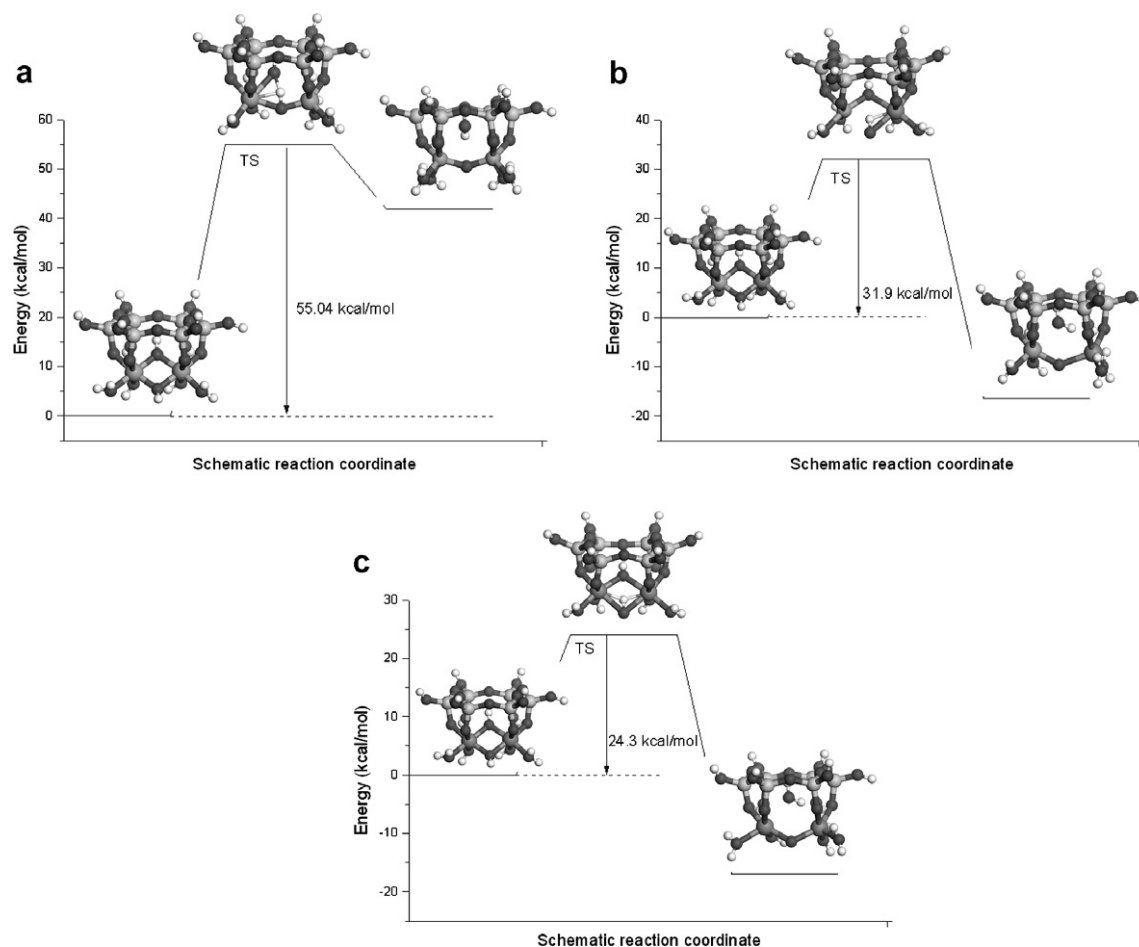 a
60
50
40
30
20
10
0
Energy (kcal/mol)
TS
55.04 kcal/mol
Schematic reaction coordinate
b
40
30
20
10
0
-10
-20
Energy (kcal/mol)
TS
31.9 kcal/mol
Schematic reaction coordinate
c
30
20
10
0
-10
-20
Energy (kcal/mol)
TS
24.3 kcal/mol
Schematic reaction coordinate